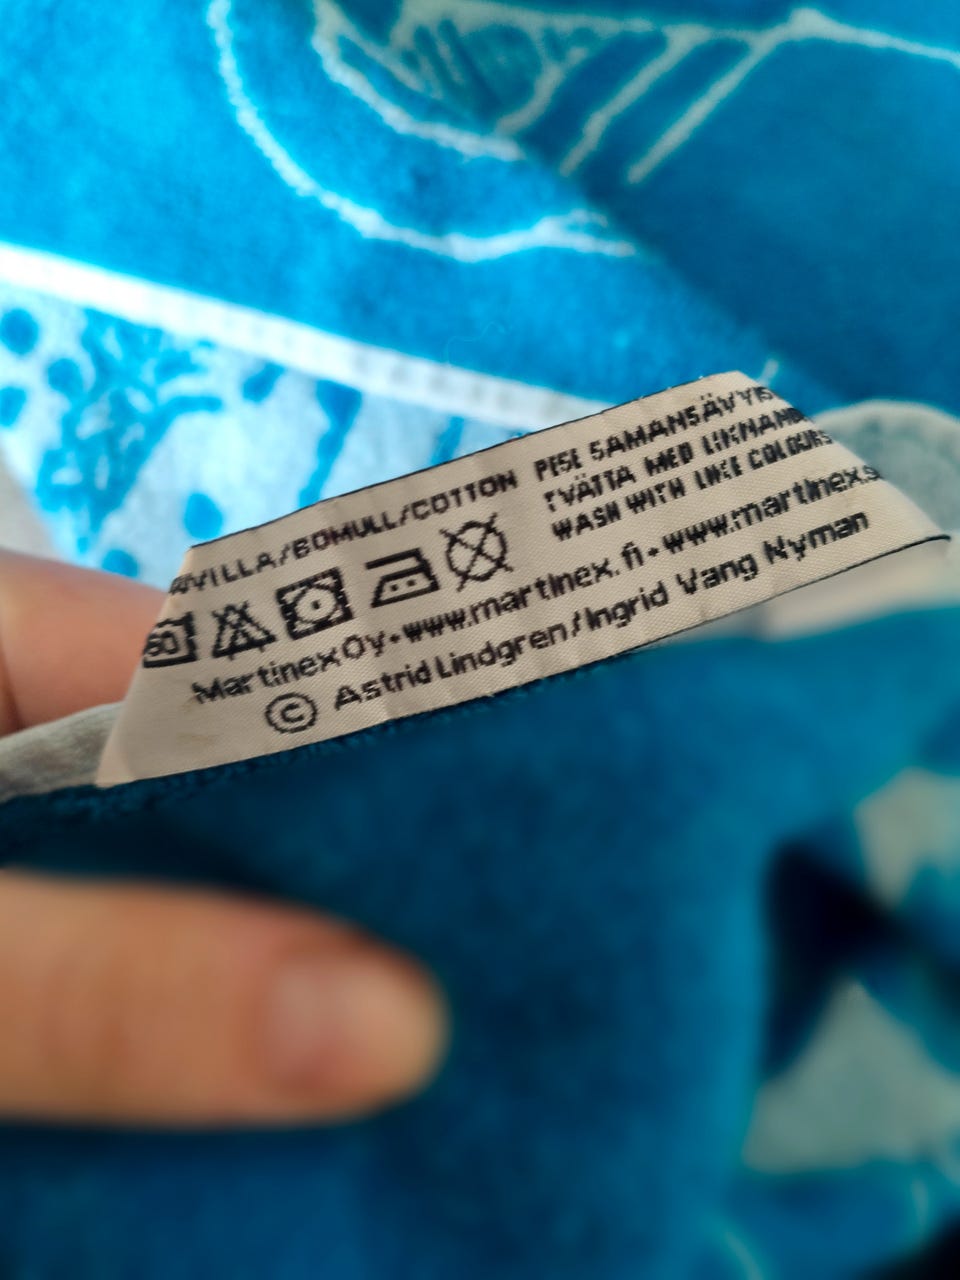 VILLA/BOMULL/COTTON
60
PESE SAMANSÄVYIS
TVÄTTA MED LIKNAND
WASH WITH LIKE COLOURS
Martinex Oy • www.martinex.fi • www.martinex.s
© Astrid Lindgren/Ingrid Vang Nyman